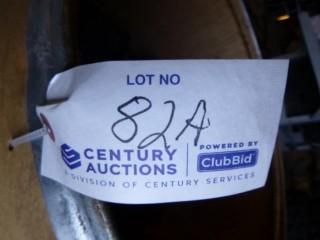 LOT NO
82A
CENTURY AUCTIONS
POWERED BY
ClubBid
A DIVISION OF CENTURY SERVICES